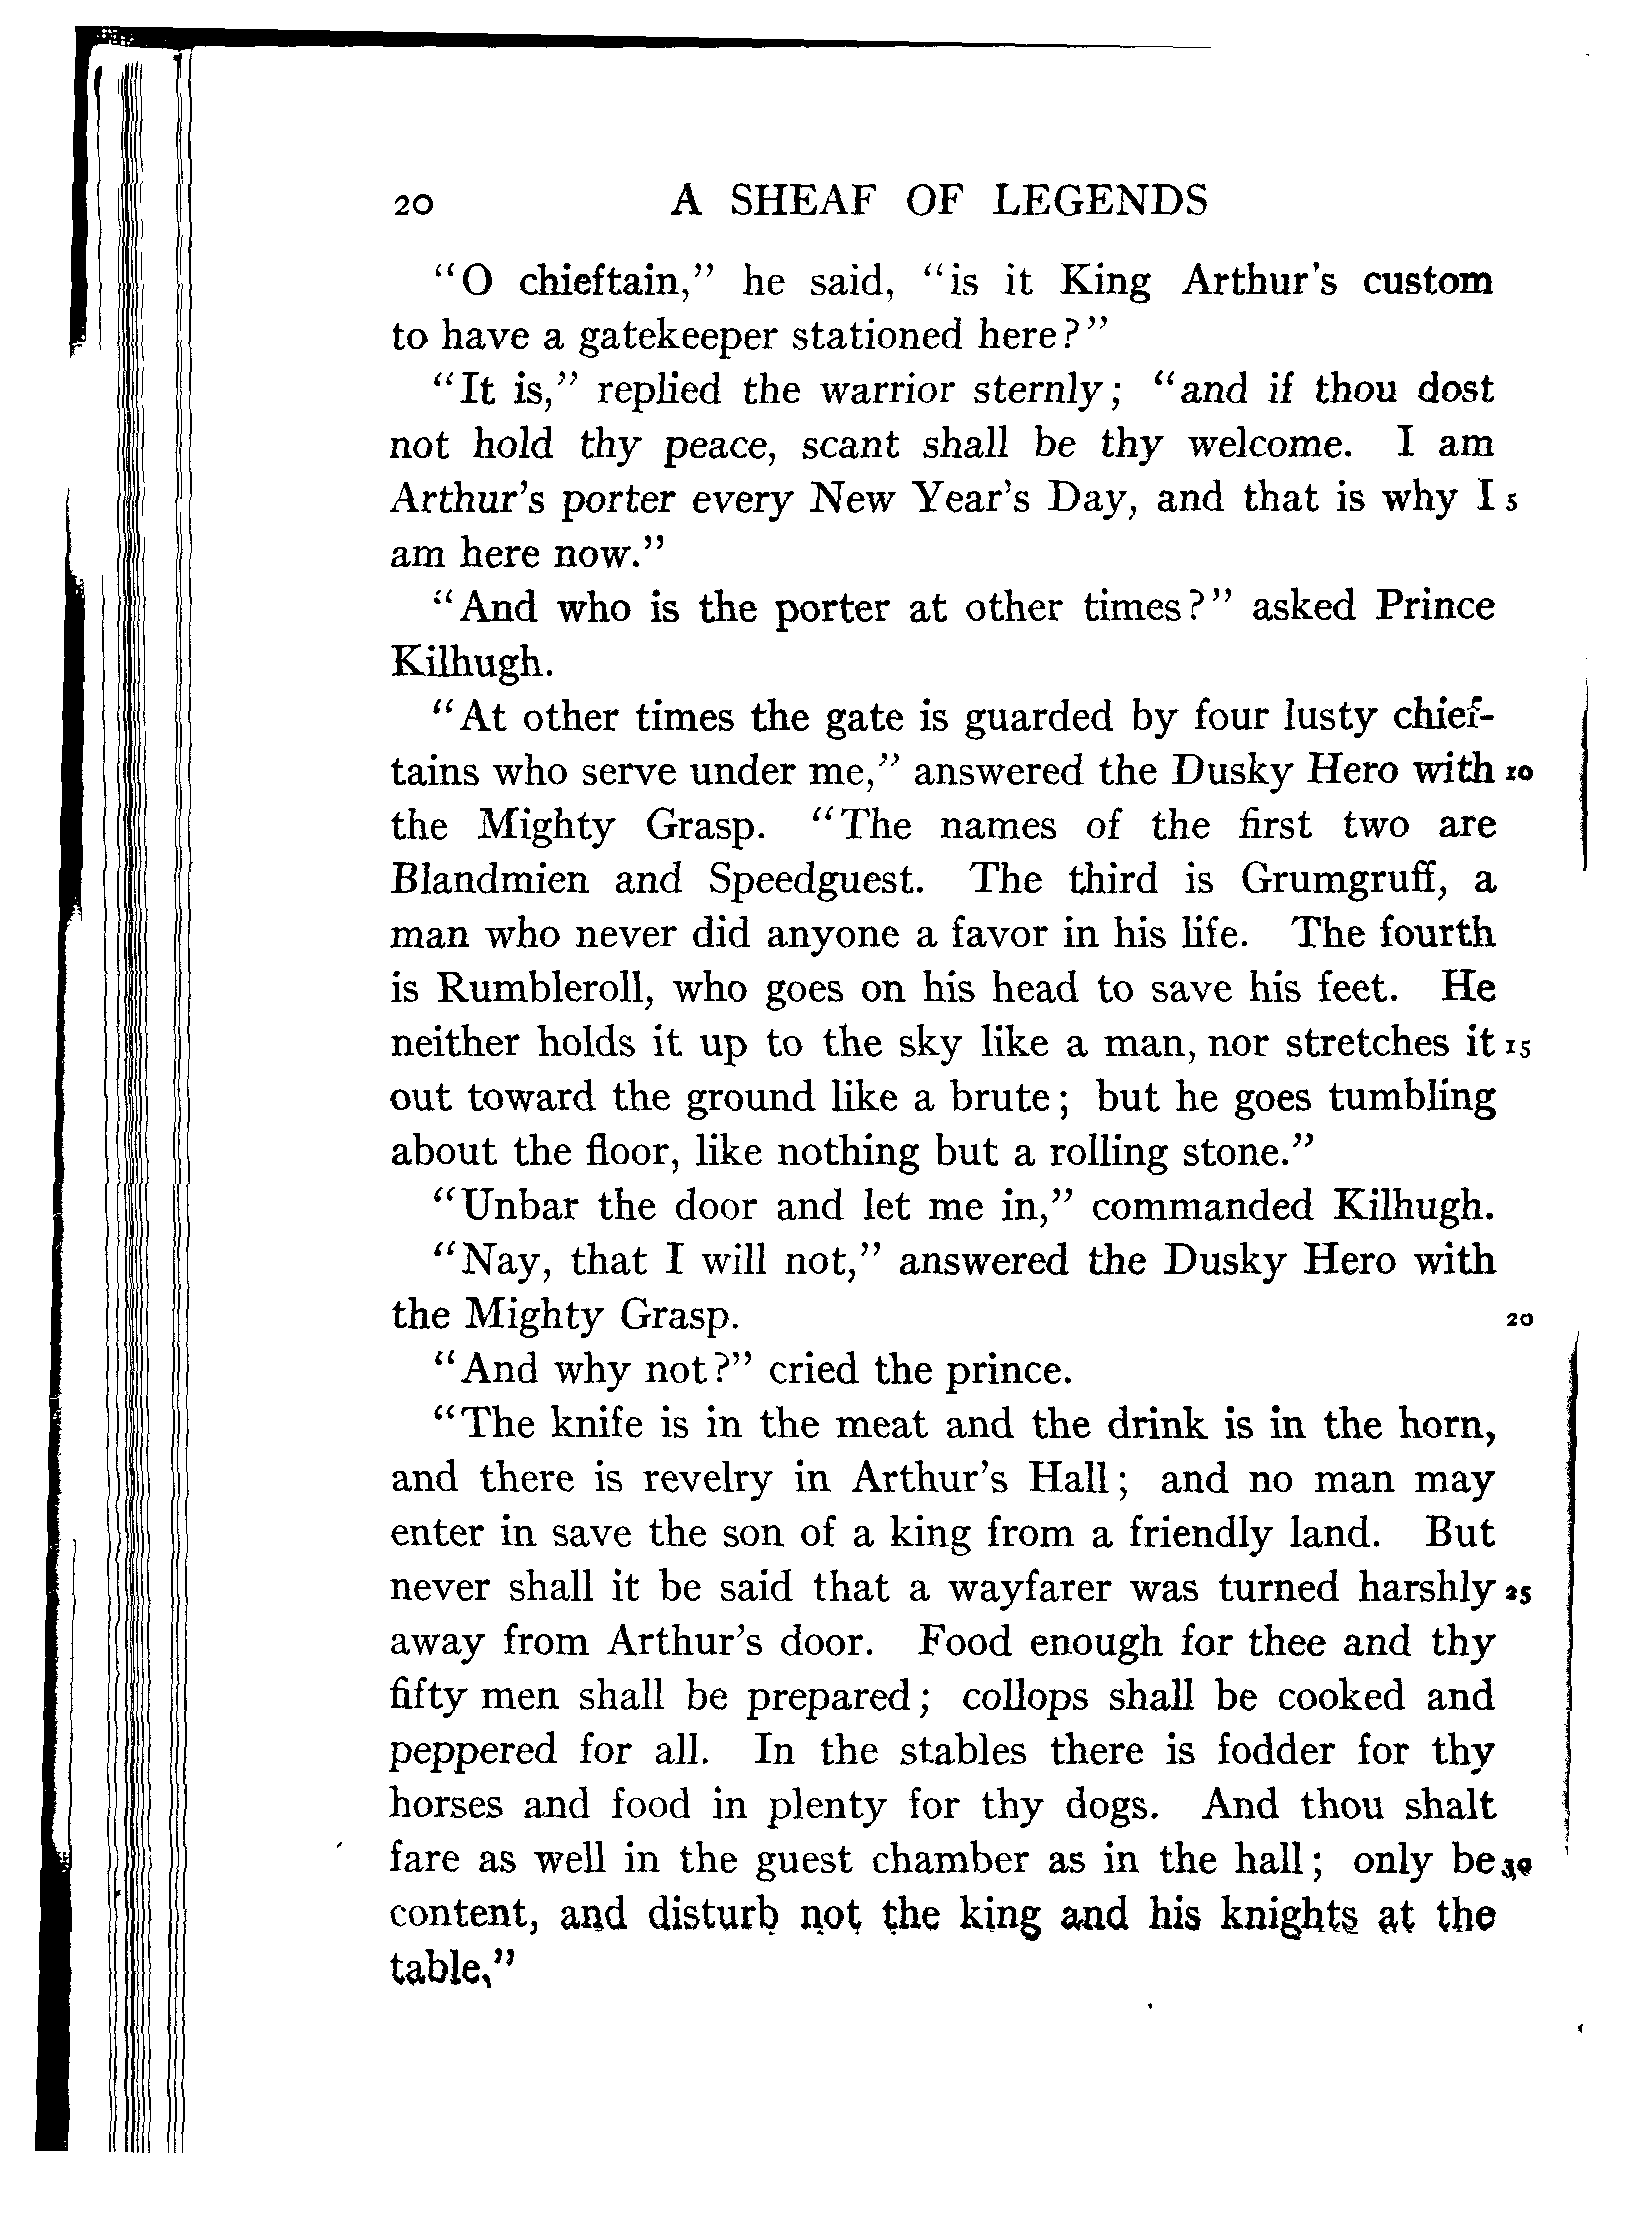 20 A SHEAF OF LEGENDS
“O chieftain,” he said, “is it King Arthur’s custom
to have a gatekeeper stationed here?”
“It is,” replied the warrior sternly; “and if thou dost
not hold thy peace, scant shall be thy welcome. I am
Arthur’s porter every New Year’s Day, and that is why I 5
am here now.”
“And who is the porter at other times?” asked Prince
Kilhugh.
“At other times the gate is guarded by four lusty chief-
tains who serve under me,” answered the Dusky Hero with 10
the Mighty Grasp. “The names of the first two are
Blandmien and Speedguest. The third is Grumgruff, a
man who never did anyone a favor in his life. The fourth
is Rumbleroll, who goes on his head to save his feet. He
neither holds it up to the sky like a man, nor stretches it 15
out toward the ground like a brute; but he goes tumbling
about the floor, like nothing but a rolling stone.”
“Unbar the door and let me in,” commanded Kilhugh.
“Nay, that I will not,” answered the Dusky Hero with
the Mighty Grasp. 20
“And why not?” cried the prince.
“The knife is in the meat and the drink is in the horn,
and there is revelry in Arthur’s Hall; and no man may
enter in save the son of a king from a friendly land. But
never shall it be said that a wayfarer was turned harshly 25
away from Arthur’s door. Food enough for thee and thy
fifty men shall be prepared; collops shall be cooked and
peppered for all. In the stables there is fodder for thy
horses and food in plenty for thy dogs. And thou shalt
fare as well in the guest chamber as in the hall; only be 30
content, and disturb not the king and his knights at the
table.”